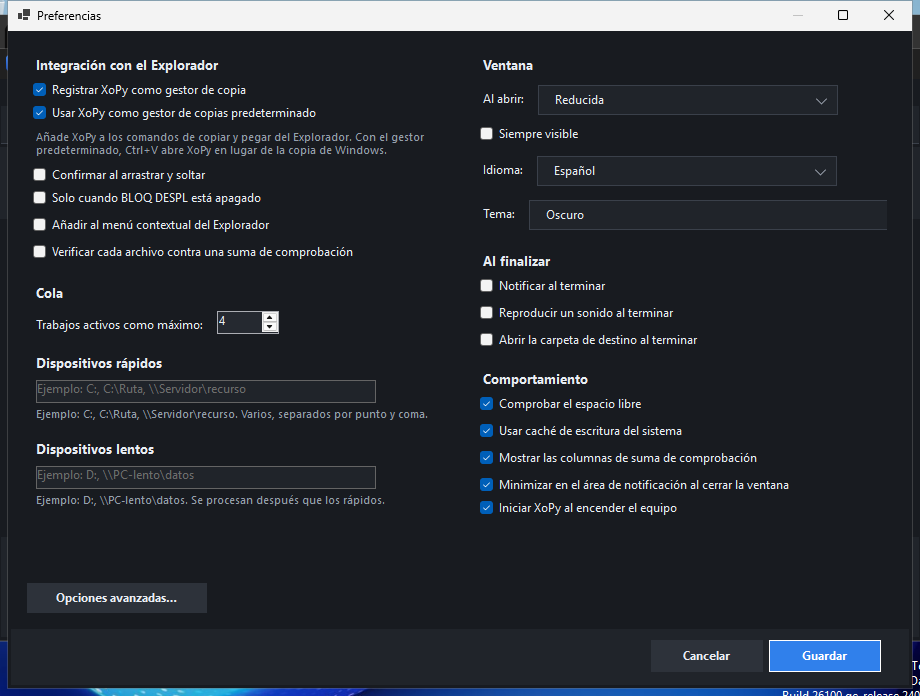 Preferencias
Integración con el Explorador
Registrar XoPy como gestor de copia
Usar XoPy como gestor de copias predeterminado
Añade XoPy a los comandos de copiar y pegar del Explorador. Con el gestor
predeterminado, Ctrl+V abre XoPy en lugar de la copia de Windows.
Confirmar al arrastrar y soltar
Solo cuando BLOQ DESPL está apagado
Añadir al menú contextual del Explorador
Verificar cada archivo contra una suma de comprobación
Cola
Trabajos activos como máximo:
4
Dispositivos rápidos
Ejemplo: C:, C:\Ruta, \\Servidor\recurso
Ejemplo: C:, C:\Ruta, \\Servidor\recurso. Varios, separados por punto y coma.
Dispositivos lentos
Ejemplo: D:, \\PC-lento\datos
Ejemplo: D:, \\PC-lento\datos. Se procesan después que los rápidos.
Opciones avanzadas...
Ventana
Al abrir:
Reducida
Siempre visible
Idioma:
Español
Tema:
Oscuro
Al finalizar
Notificar al terminar
Reproducir un sonido al terminar
Abrir la carpeta de destino al terminar
Comportamiento
Comprobar el espacio libre
Usar caché de escritura del sistema
Mostrar las columnas de suma de comprobación
Minimizar en el área de notificación al cerrar la ventana
Iniciar XoPy al encender el equipo
Cancelar
Guardar